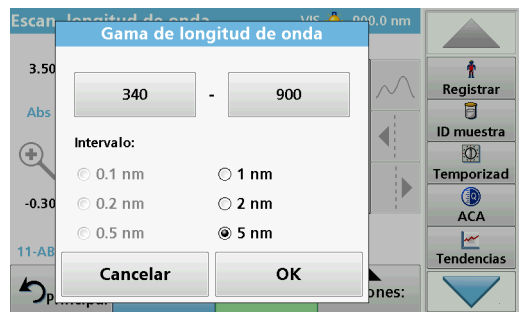 Escan longitud de onda VIS 900.0 nm
Gama de longitud de onda
3.50
340 - 900
Abs
Intervalo:
0.1 nm 1 nm
0.2 nm 2 nm
-0.30
0.5 nm 5 nm
11-AB
Cancelar OK
Registrar
ID muestra
Temporizad
ACA
Tendencias